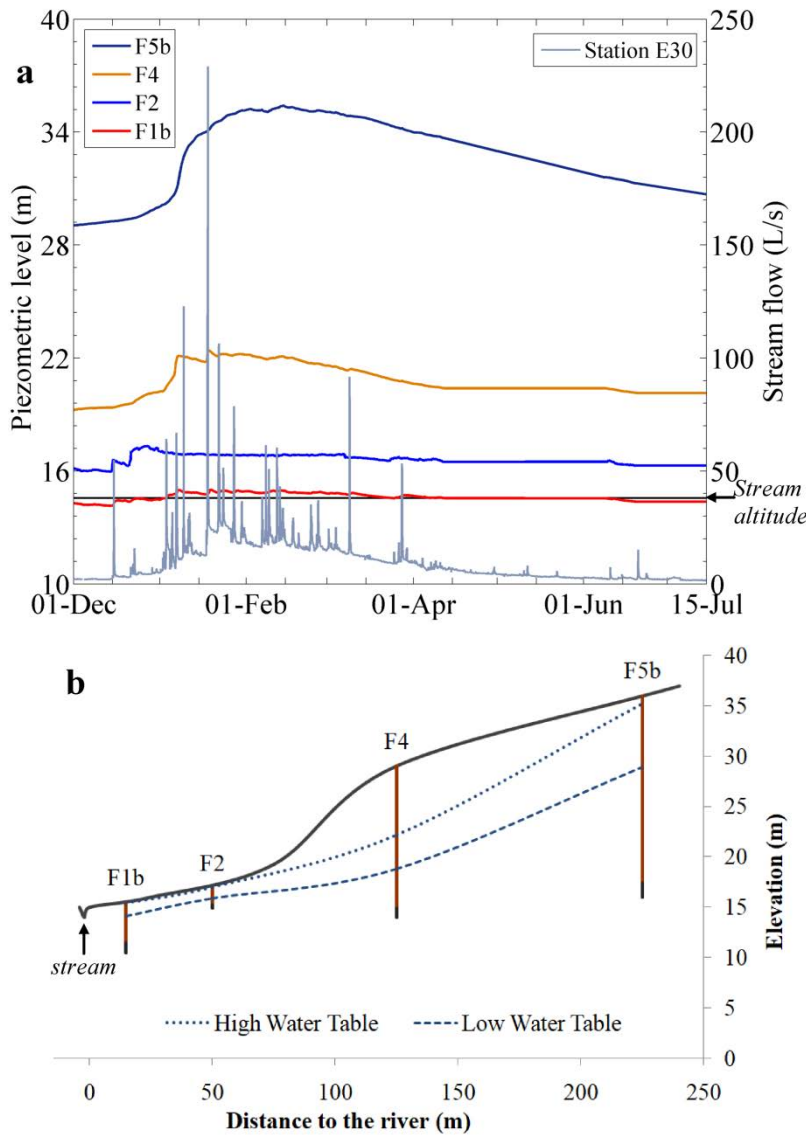 a
40
34
28
22
16
10
Piezometric level (m)
F5b
F4
F2
F1b
Station E30
250
200
150
100
50
0
Stream flow (L/s)
Stream
altitude
01-Dec
01-Feb
01-Apr
01-Jun
15-Jul
b
F5b
F4
F2
F1b
stream
High Water Table
Low Water Table
40
35
30
25
20
15
10
5
0
Elevation (m)
0
50
100
150
200
250
Distance to the river (m)